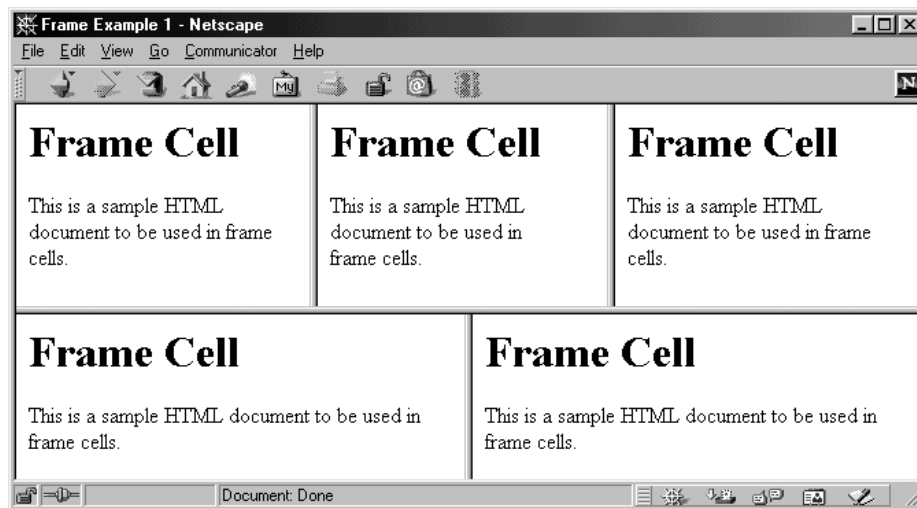 Frame Example 1 - Netscape
File Edit View Go Communicator Help
My
N
Frame Cell
This is a sample HTML
document to be used in frame
cells.
Frame Cell
This is a sample HTML
document to be used in
frame cells.
Frame Cell
This is a sample HTML
document to be used in frame
cells.
Frame Cell
This is a sample HTML document to be used in
frame cells.
Frame Cell
This is a sample HTML document to be used in
frame cells.
Document: Done